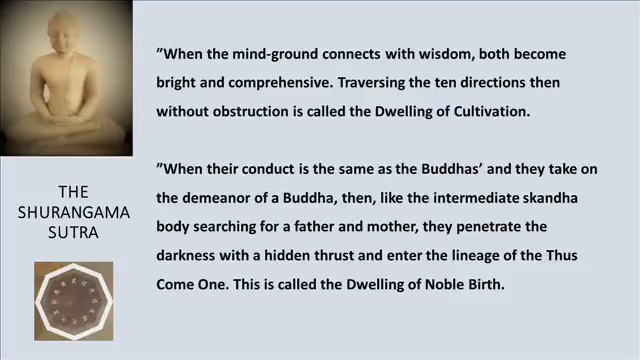 ”When the mind-ground connects with wisdom, both become
bright and comprehensive. Traversing the ten directions then
without obstruction is called the Dwelling of Cultivation.
”When their conduct is the same as the Buddhas’ and they take on
the demeanor of a Buddha, then, like the intermediate skandha
body searching for a father and mother, they penetrate the
darkness with a hidden thrust and enter the lineage of the Thus
Come One. This is called the Dwelling of Noble Birth.
THE
SHURANGAMA
SUTRA